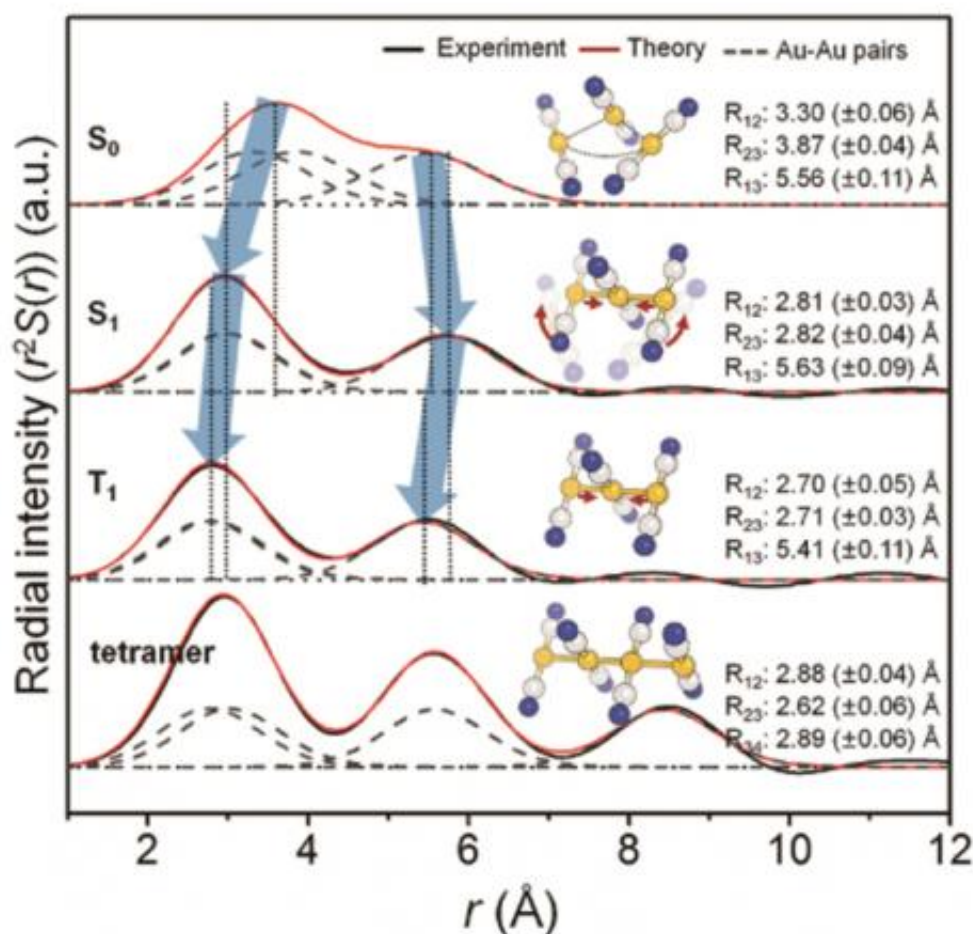 Experiment Theory Au-Au pairs
S0
R12: 3.30 (±0.06) Å
R23: 3.87 (±0.04) Å
R13: 5.56 (±0.11) Å
S1
R12: 2.81 (±0.03) Å
R23: 2.82 (±0.04) Å
R13: 5.63 (±0.09) Å
T1
R12: 2.70 (±0.05) Å
R23: 2.71 (±0.03) Å
R13: 5.41 (±0.11) Å
tetramer
R12: 2.88 (±0.04) Å
R23: 2.62 (±0.06) Å
R34: 2.89 (±0.06) Å
Radial intensity (r²S(r)) (a.u.)
2 4 6 8 10 12
r (Å)